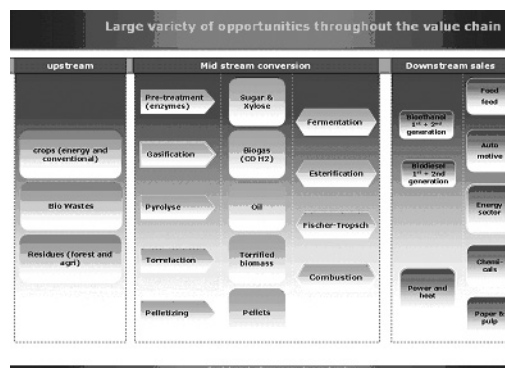 Large variety of opportunities throughout the value chain
upstream
Mid stream conversion
Downstream sales
crops (energy and
conventional)
Bio Wastes
Residues (forest and
agri)
Pre-treatment
(enzymes)
Gasification
Pyrolyse
Torrefaction
Pelletizing
Sugar &
Xylose
Biogas
(CO H2)
Oil
Torrified
biomass
Pellets
Fermentation
Esterification
Fischer-Tropsch
Combustion
Bioethanol
1st + 2nd
generation
Biodiesel
1st + 2nd
generation
Power and
heat
Food
feed
Auto
motive
Energy
sector
Chemi-
cals
Paper &
pulp